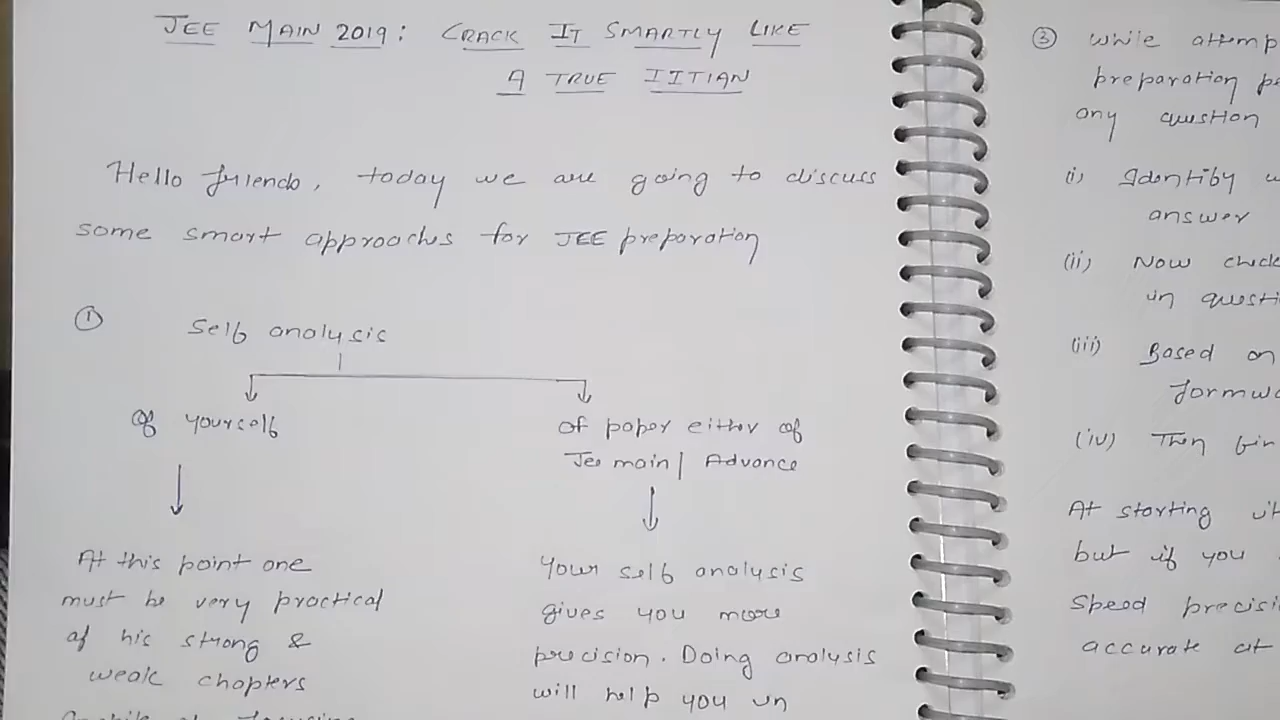 JEE MAIN 2019: CRACK IT SMARTLY LIKE
A TRUE IITIAN
Hello friends, today we are going to discuss
some smart approachs for JEE preparation
① Self analysis
Of yourself
At this point one
must be very practical
of his strong &
weak chapters
of paper either of
Jee main | Advance
Your self analysis
gives you more
precision. Doing analysis
will help you un
③ While attemp
preparation pe
any question
(i) Identify w
answer
(ii) Now check
in questi
(iii) Based on
formula
(iv) Then fin
At starting
but if you
Speed precisi
accurate at